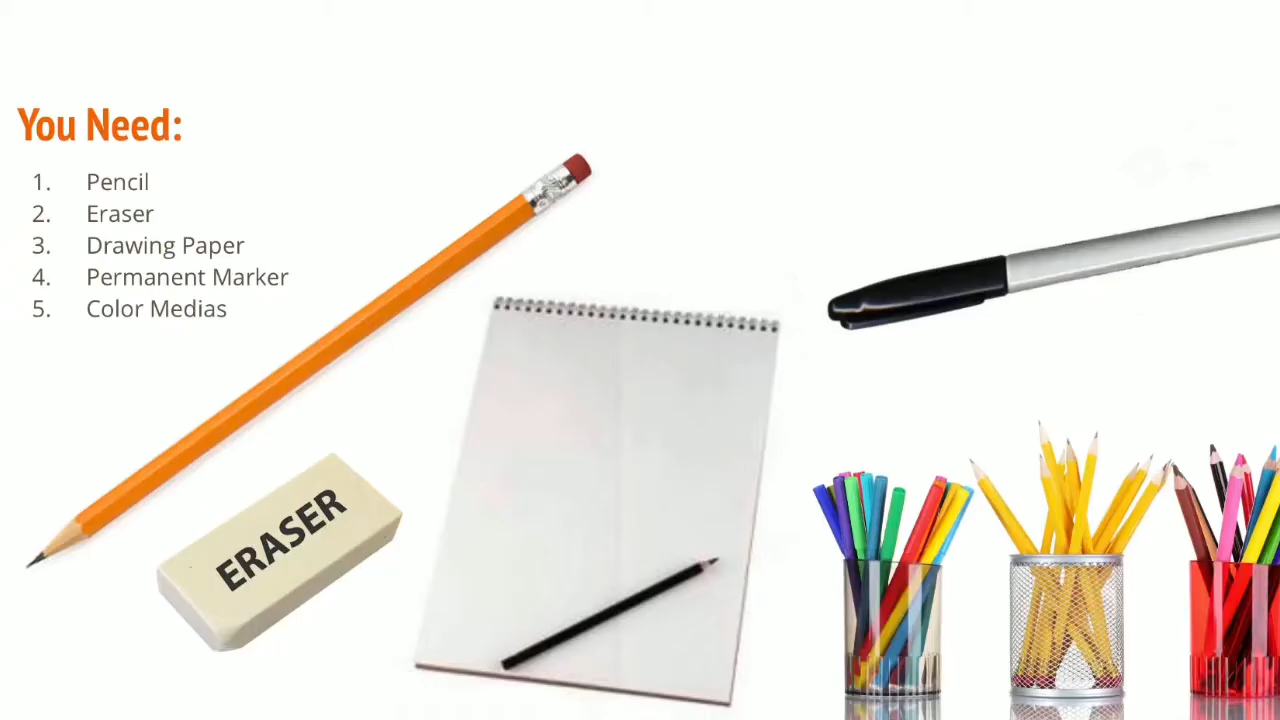 You Need:
1. Pencil
2. Eraser
3. Drawing Paper
4. Permanent Marker
5. Color Medias
ERASER